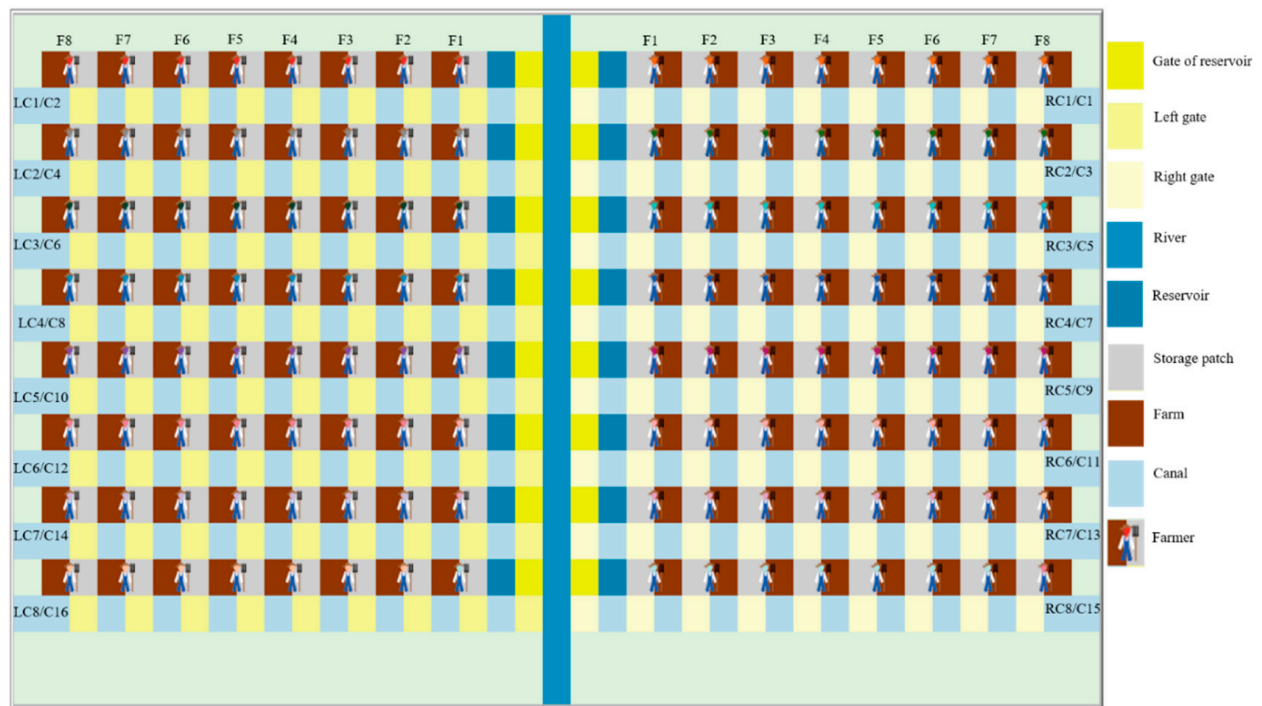 F8 F7 F6 F5 F4 F3 F2 F1 F1 F2 F3 F4 F5 F6 F7 F8
LC1/C2 RC1/C1
LC2/C4 RC2/C3
LC3/C6 RC3/C5
LC4/C8 RC4/C7
LC5/C10 RC5/C9
LC6/C12 RC6/C11
LC7/C14 RC7/C13
LC8/C16 RC8/C15
Gate of reservoir
Left gate
Right gate
River
Reservoir
Storage patch
Farm
Canal
Farmer